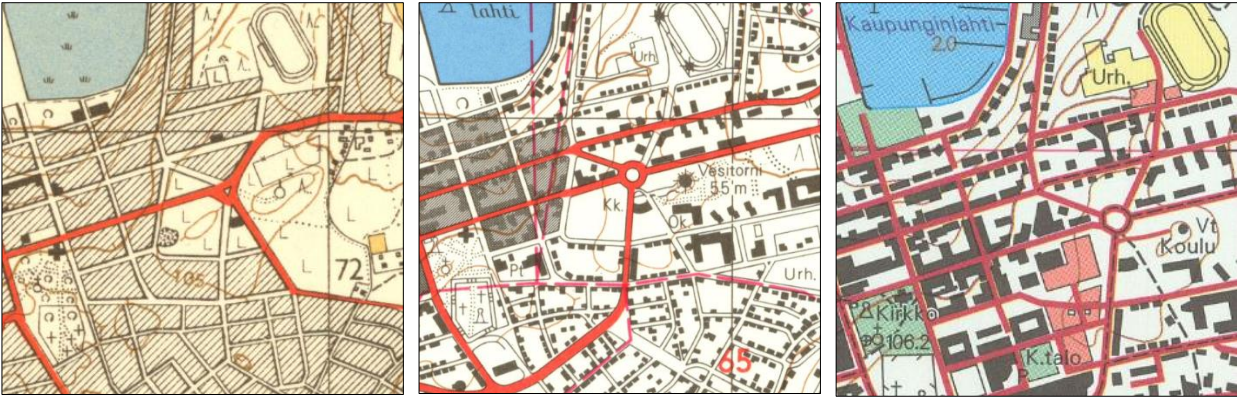 L
L
L
L
L
L
L
L
72
105
lahti
Urh.
Vesitorni
55 m
Kk.
Ok.
Pt
Urh.
65
Kaupunginlahti
2.0
Urh.
Vt
Koulu
Kirkko
106.2
K.talo